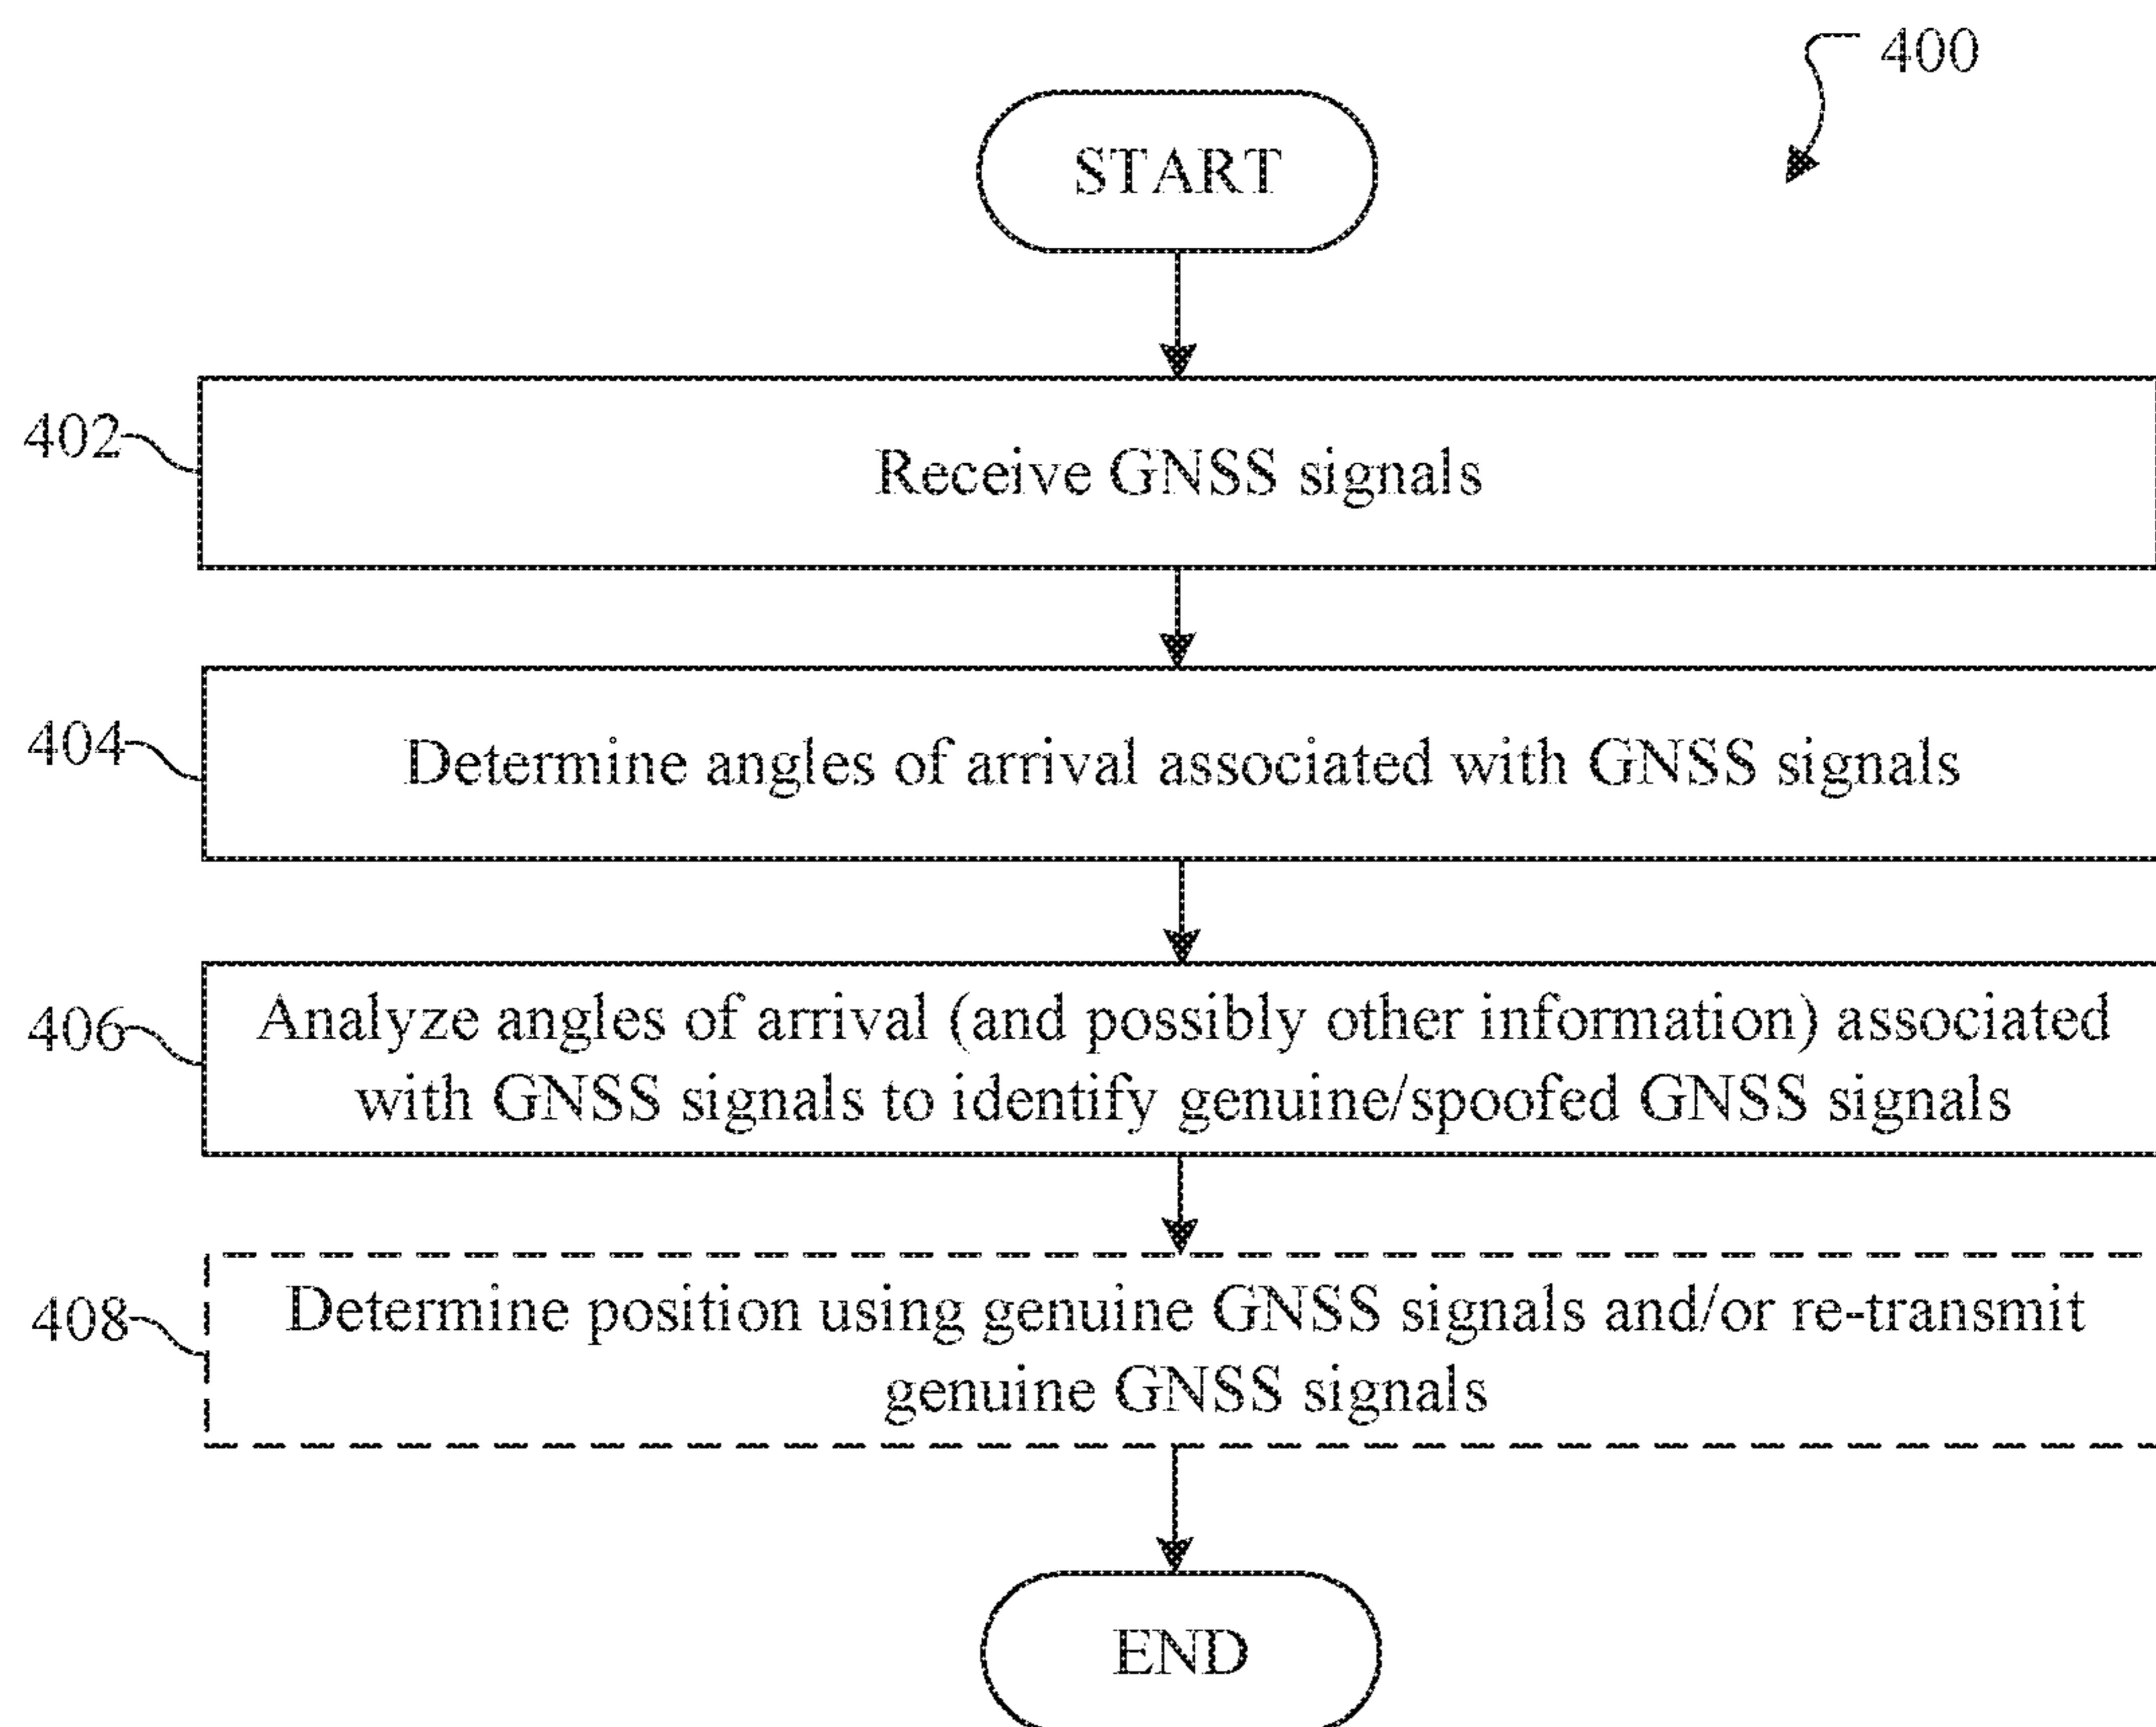 400
START
402
Receive GNSS signals
404
Determine angles of arrival associated with GNSS signals
406
Analyze angles of arrival (and possibly other information) associated
with GNSS signals to identify genuine/spoofed GNSS signals
408
Determine position using genuine GNSS signals and/or re-transmit
genuine GNSS signals
END